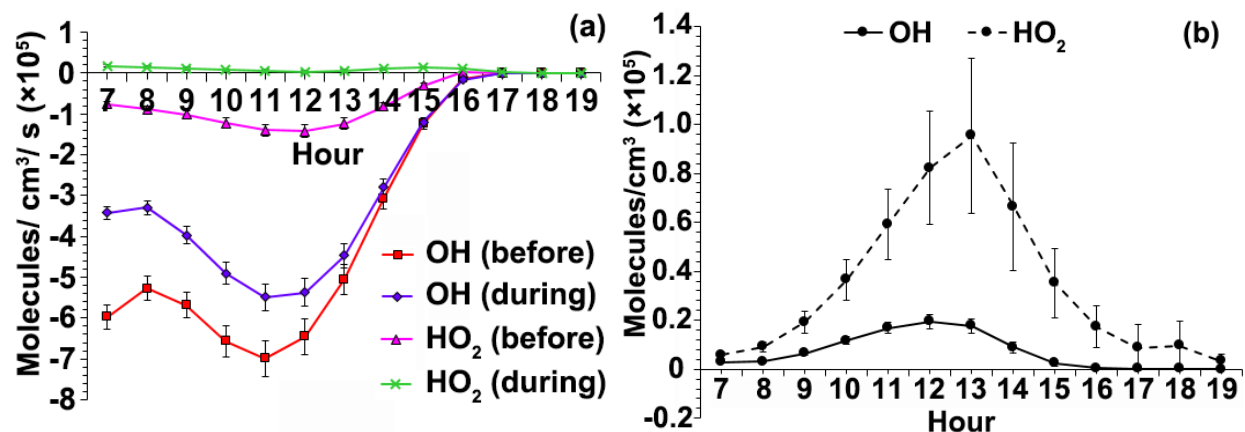 (a)
Molecules/ cm³/ s (×10⁵)
1
0
-1
-2
-3
-4
-5
-6
-7
-8
7 8 9 10 11 12 13 14 15 16 17 18 19
Hour
OH (before)
OH (during)
HO₂ (before)
HO₂ (during)
(b)
OH HO₂
Molecules/cm³ (×10⁵)
1.4
1.2
1.0
0.8
0.6
0.4
0.2
0
-0.2
7 8 9 10 11 12 13 14 15 16 17 18 19
Hour